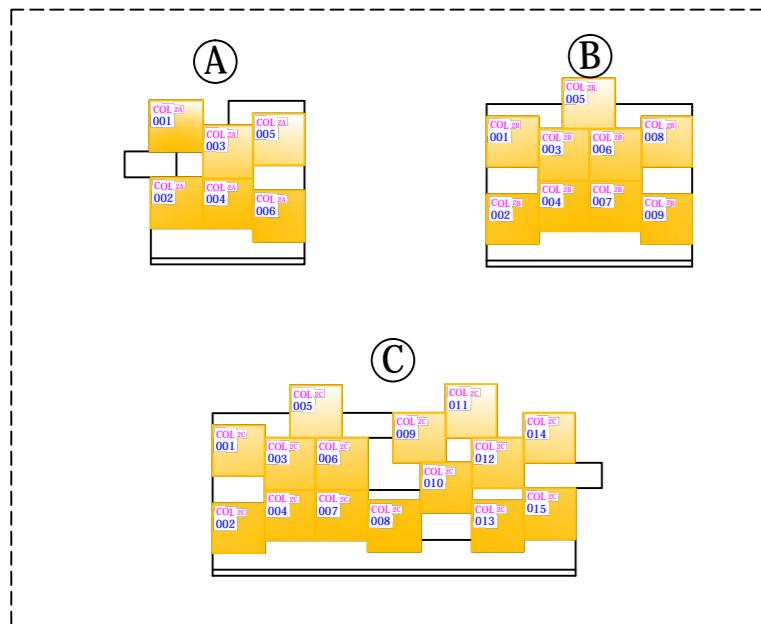 A
COL 2A
001
COL 2A
003
COL 2A
005
COL 2A
002
COL 2A
004
COL 2A
006
B
COL 2B
005
COL 2B
001
COL 2B
003
COL 2B
006
COL 2B
008
COL 2B
002
COL 2B
004
COL 2B
007
COL 2B
009
C
COL 2C
005
COL 2C
011
COL 2C
001
COL 2C
009
COL 2C
014
COL 2C
003
COL 2C
006
COL 2C
012
COL 2C
010
COL 2C
002
COL 2C
004
COL 2C
007
COL 2C
008
COL 2C
013
COL 2C
015